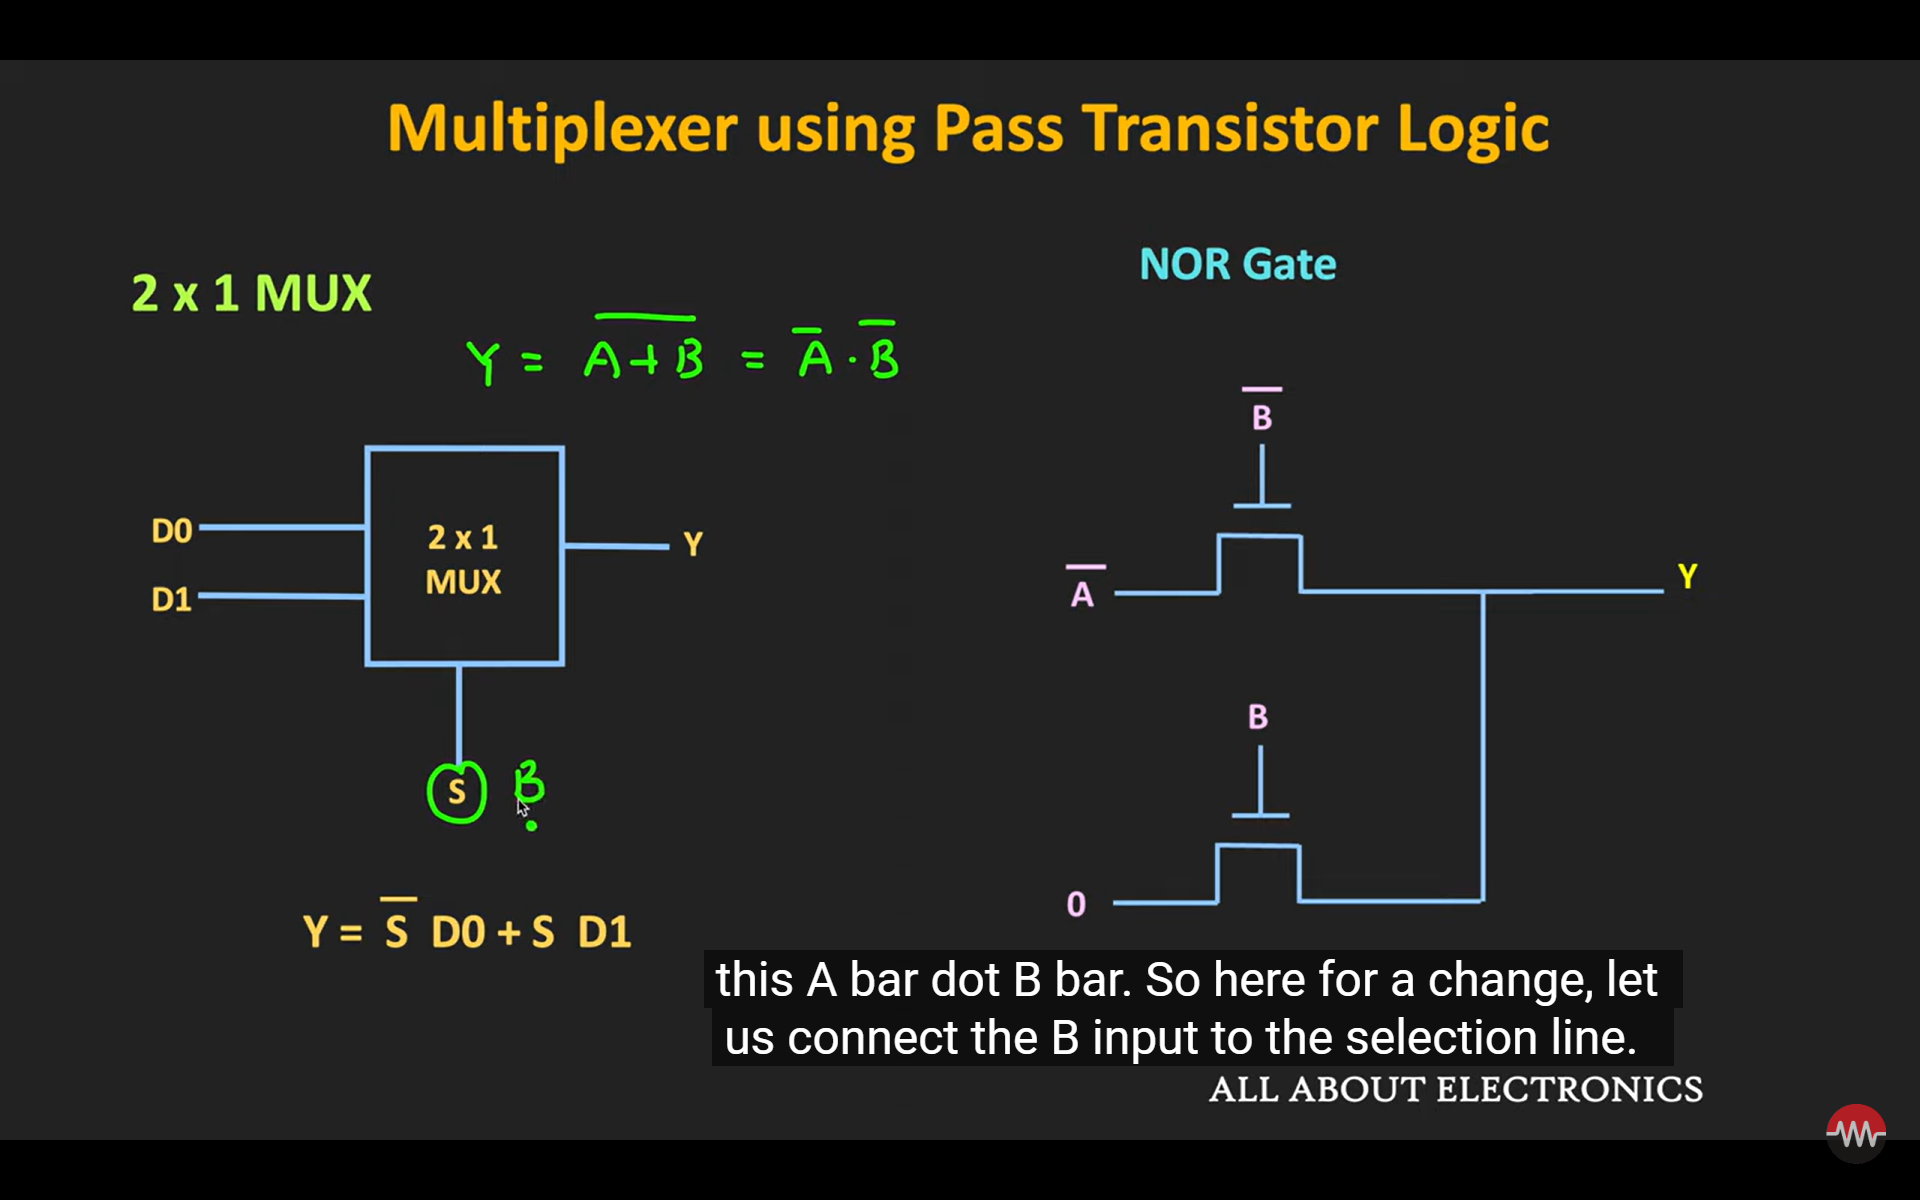 Multiplexer using Pass Transistor Logic
2 x 1 MUX
NOR Gate
Y = \overline{A+B} = \overline{A} · \overline{B}
\overline{B}
D0
D1
2 x 1
MUX
Y
S
B
\overline{A}
Y
B
0
Y = \overline{S} D0 + S D1
this A bar dot B bar. So here for a change, let
us connect the B input to the selection line.
ALL ABOUT ELECTRONICS